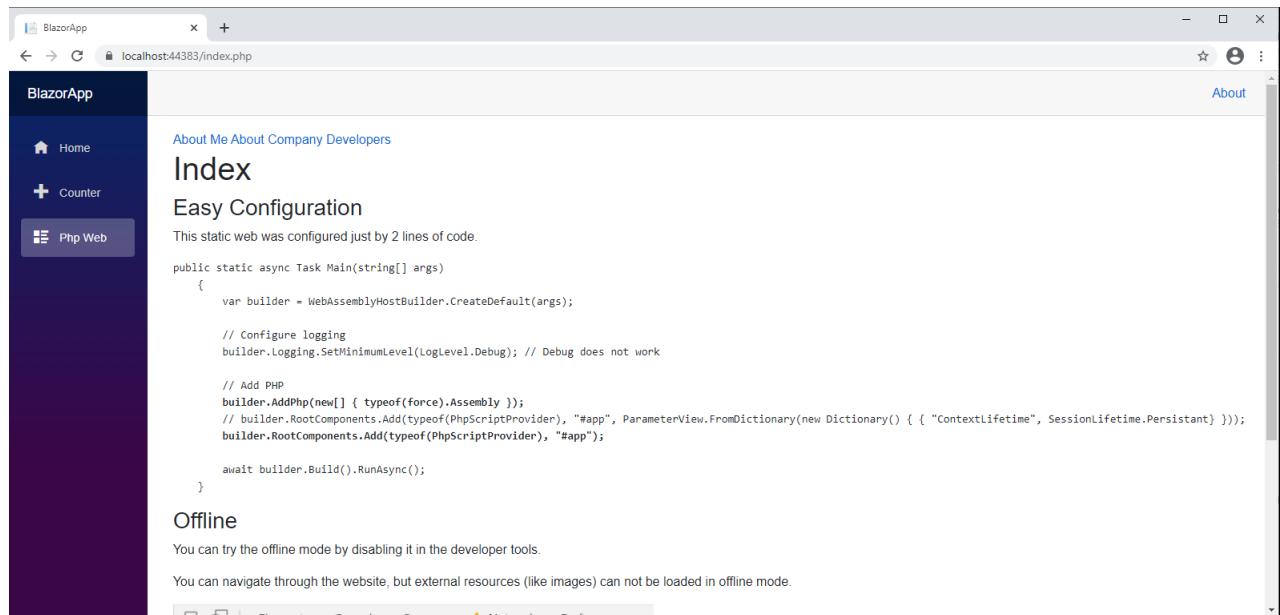 BlazorApp
localhost:44383/index.php
BlazorApp
About
Home
Counter
Php Web
About Me About Company Developers
Index
Easy Configuration
This static web was configured just by 2 lines of code.
public static async Task Main(string[] args)
{
var builder = WebAssemblyHostBuilder.CreateDefault(args);
// Configure logging
builder.Logging.SetMinimumLevel(LogLevel.Debug); // Debug does not work
// Add PHP
builder.AddPhp(new[] { typeof(force).Assembly });
// builder.RootComponents.Add(typeof(PhpScriptProvider), "#app", ParameterView.FromDictionary(new Dictionary() { { "ContextLifetime", SessionLifetime.Persistant} }));
builder.RootComponents.Add(typeof(PhpScriptProvider), "#app");
await builder.Build().RunAsync();
}
Offline
You can try the offline mode by disabling it in the developer tools.
You can navigate through the website, but external resources (like images) can not be loaded in offline mode.